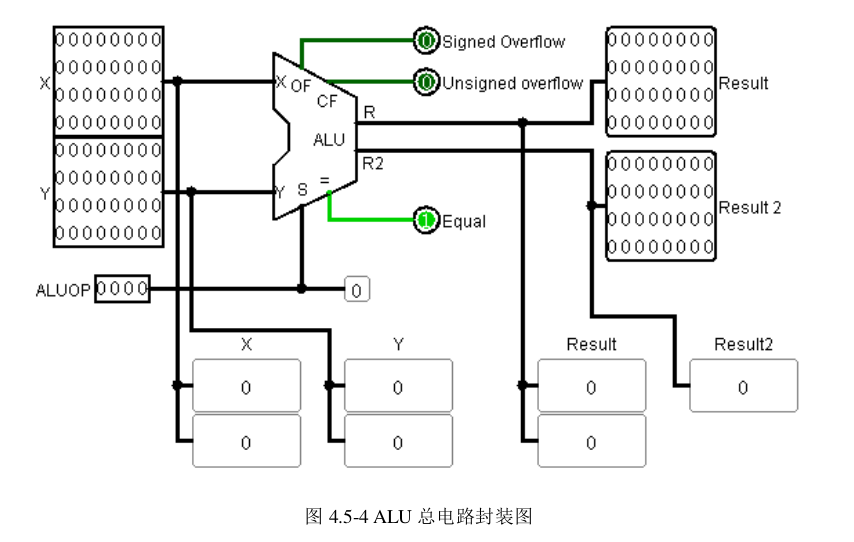 00000000
00000000
00000000
00000000
X
00000000
00000000
00000000
00000000
Y
X
OF
CF
ALU
Y
S
=
R
R2
0
Signed Overflow
0
Unsigned overflow
1
Equal
00000000
00000000
00000000
00000000
Result
00000000
00000000
00000000
00000000
Result 2
ALUOP
0000
0
X
Y
Result
Result2
0
0
0
0
0
0
0
图 4.5-4 ALU 总电路封装图